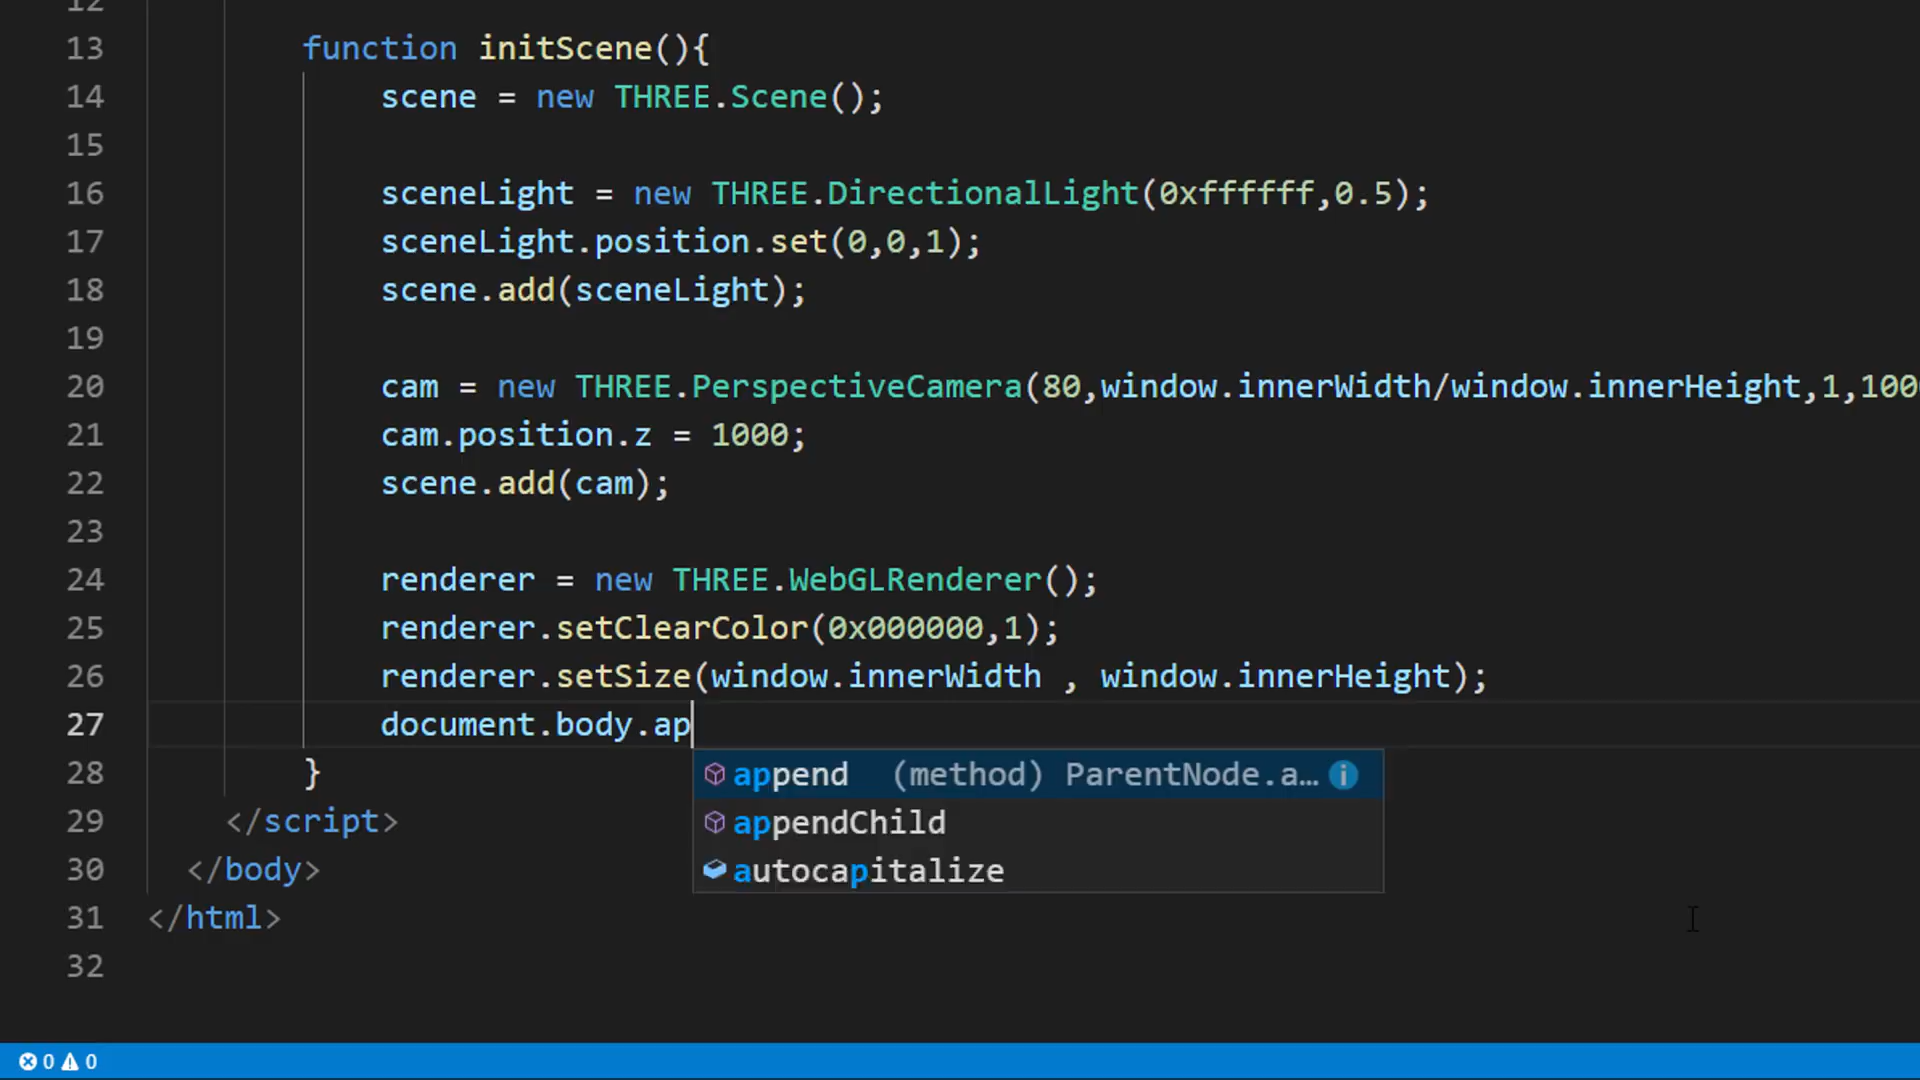 12
13 function initScene(){
14 scene = new THREE.Scene();
15
16 sceneLight = new THREE.DirectionalLight(0xffffff,0.5);
17 sceneLight.position.set(0,0,1);
18 scene.add(sceneLight);
19
20 cam = new THREE.PerspectiveCamera(80,window.innerWidth/window.innerHeight,1,100
21 cam.position.z = 1000;
22 scene.add(cam);
23
24 renderer = new THREE.WebGLRenderer();
25 renderer.setClearColor(0x000000,1);
26 renderer.setSize(window.innerWidth , window.innerHeight);
27 document.body.ap
append (method) ParentNode.a…
28 }
appendChild
29 </script>
autocapitalize
30 </body>
31 </html>
32
0 0